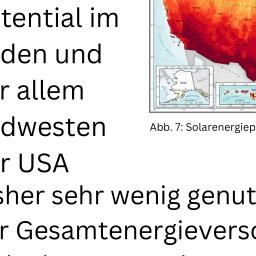 tential im
den und
r allem
dwesten
r USA
Abb. 7: Solarenergiep
sher sehr wenig genut
r Gesamtenergieverso